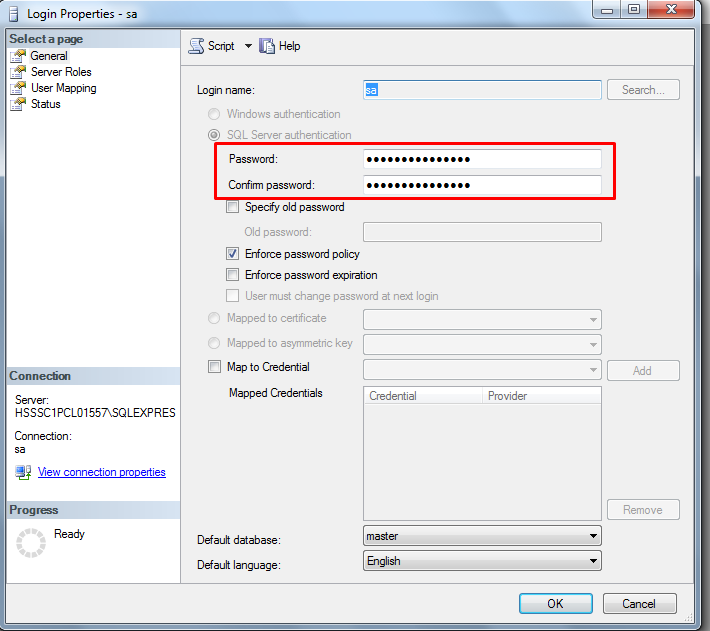 Login Properties - sa
Select a page
General
Server Roles
User Mapping
Status
Connection
Server:
HSSSC1PCL01557\SQLEXPRES
Connection:
sa
View connection properties
Progress
Ready
Script Help
Login name: sa Search...
Windows authentication
SQL Server authentication
Password: ●●●●●●●●●●●●●●●
Confirm password: ●●●●●●●●●●●●●●●
Specify old password
Old password:
Enforce password policy
Enforce password expiration
User must change password at next login
Mapped to certificate
Mapped to asymmetric key
Map to Credential Add
Mapped Credentials Credential Provider
Remove
Default database: master
Default language: English
OK Cancel